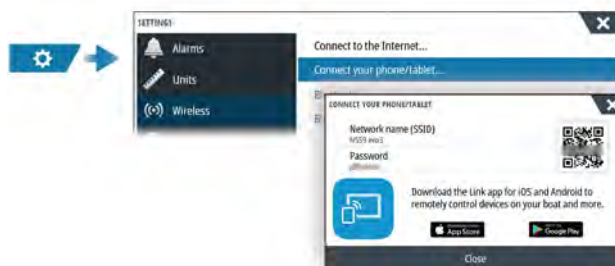 SETTINGS
Alarms
Units
Wireless
Connect to the Internet...
Connect your phone/tablet...
CONNECT YOUR PHONE/TABLET
Network name (SSID)
NSS9 evo3
Password
Download the Link app for iOS and Android to
remotely control devices on your boat and more.
App Store
Google Play
Close